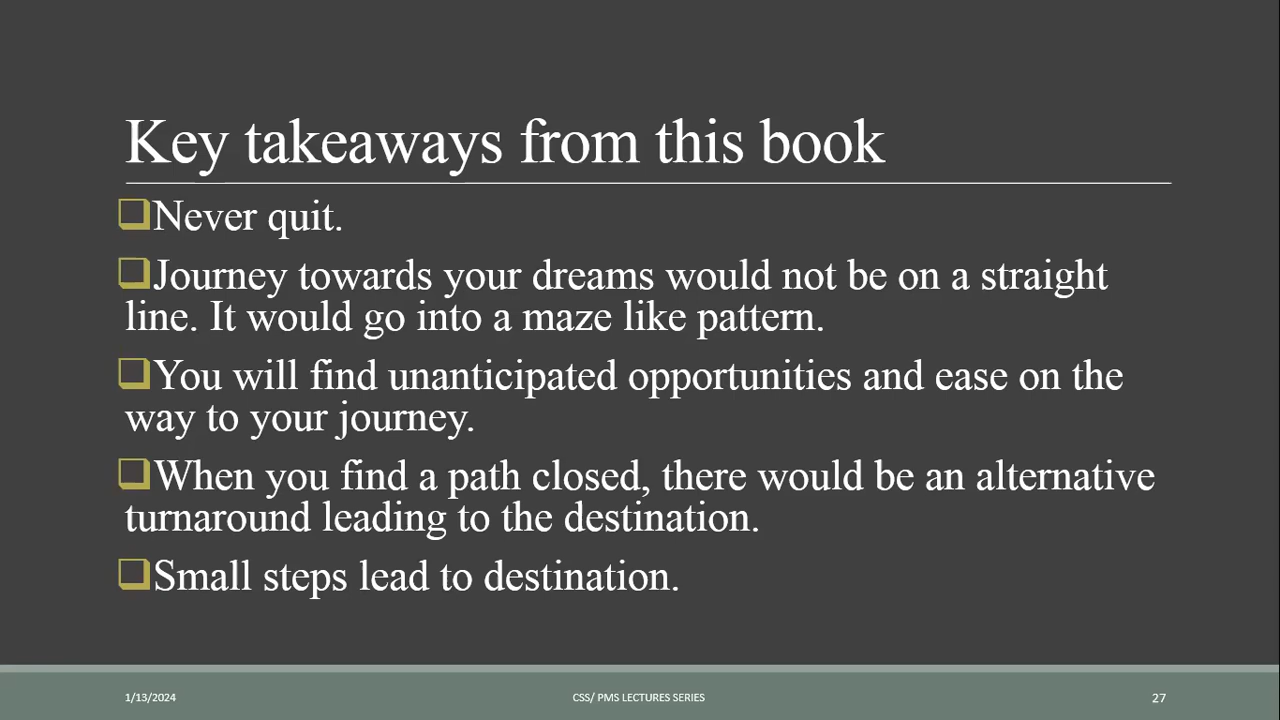 Key takeaways from this book
Never quit.
Journey towards your dreams would not be on a straight
line. It would go into a maze like pattern.
You will find unanticipated opportunities and ease on the
way to your journey.
When you find a path closed, there would be an alternative
turnaround leading to the destination.
Small steps lead to destination.
1/13/2024
CSS/ PMS LECTURES SERIES
27